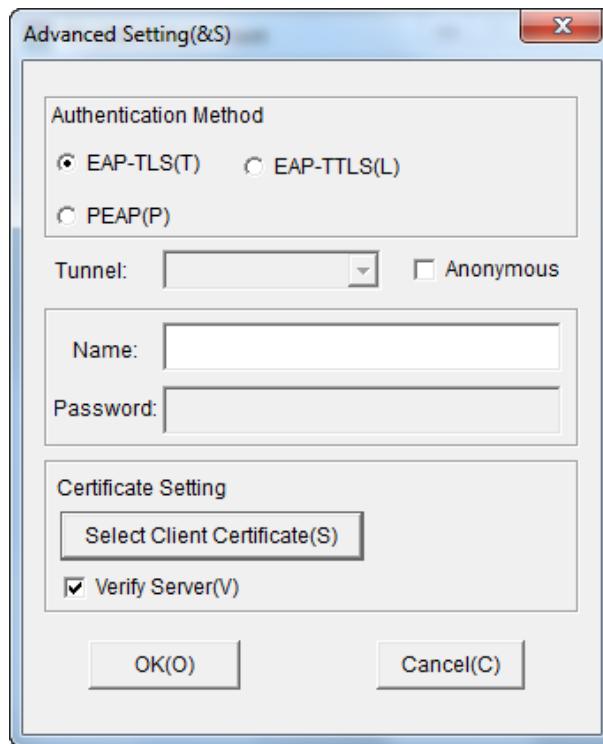 Advanced Setting(&S)
Authentication Method
EAP-TLS(T) EAP-TTLS(L)
PEAP(P)
Tunnel: Anonymous
Name:
Password:
Certificate Setting
Select Client Certificate(S)
Verify Server(V)
OK(O) Cancel(C)